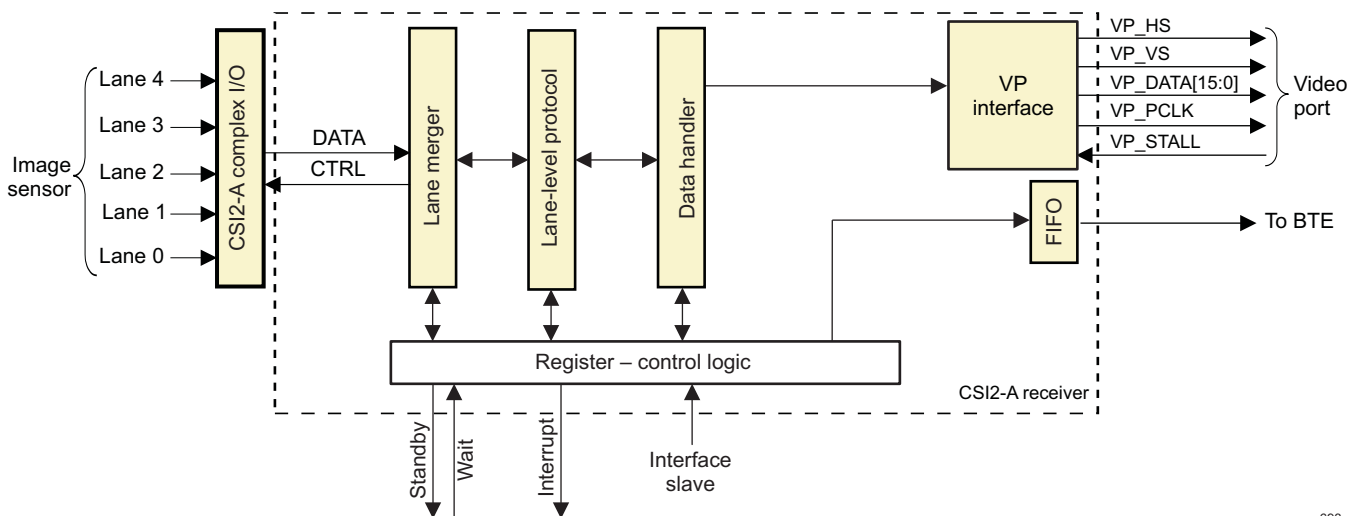 Image
sensor
Lane 4
Lane 3
Lane 2
Lane 1
Lane 0
CSI2-A complex I/O
DATA
CTRL
Lane merger
Lane-level protocol
Data handler
VP
interface
VP_HS
VP_VS
VP_DATA[15:0]
VP_PCLK
VP_STALL
Video
port
FIFO
To BTE
Register – control logic
CSI2-A receiver
Standby
Wait
Interrupt
Interface
slave